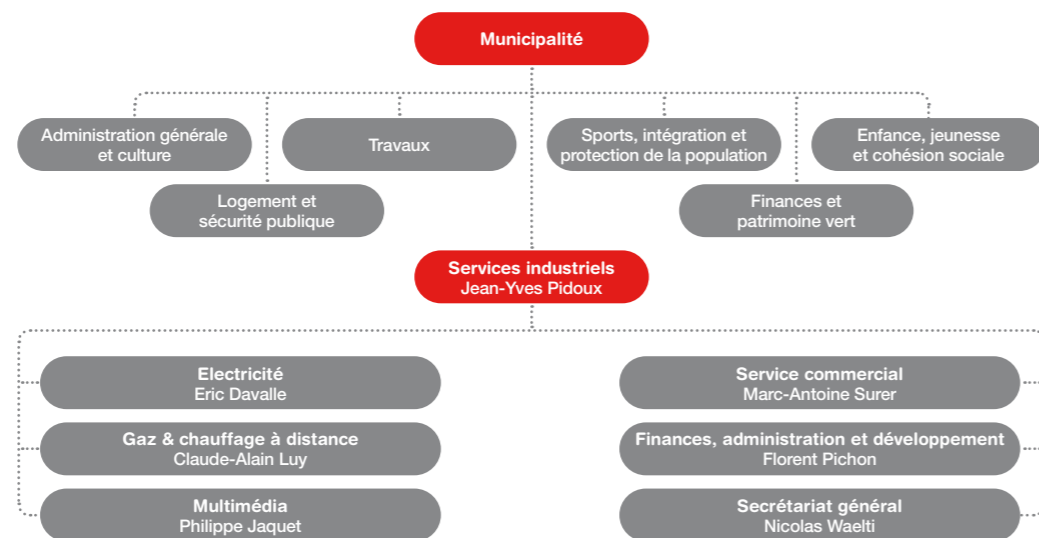 Municipalité
Administration générale
et culture
Travaux
Sports, intégration et
protection de la population
Enfance, jeunesse
et cohésion sociale
Logement et
sécurité publique
Finances et
patrimoine vert
Services industriels
Jean-Yves Pidoux
Electricité
Eric Davalle
Service commercial
Marc-Antoine Surer
Gaz & chauffage à distance
Claude-Alain Luy
Finances, administration et développement
Florent Pichon
Multimédia
Philippe Jaquet
Secrétariat général
Nicolas Waelti